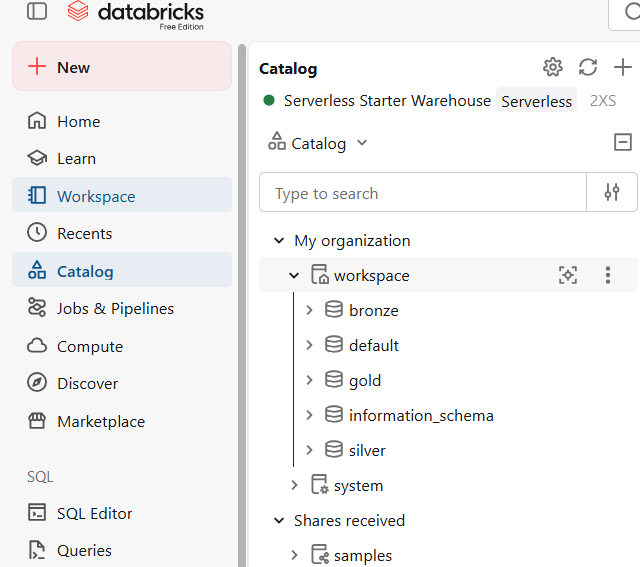 databricks
Free Edition
New
Home
Learn
Workspace
Recents
Catalog
Jobs & Pipelines
Compute
Discover
Marketplace
SQL
SQL Editor
Queries
Catalog
Serverless Starter Warehouse Serverless 2XS
Catalog
Type to search
My organization
workspace
bronze
default
gold
information_schema
silver
system
Shares received
samples